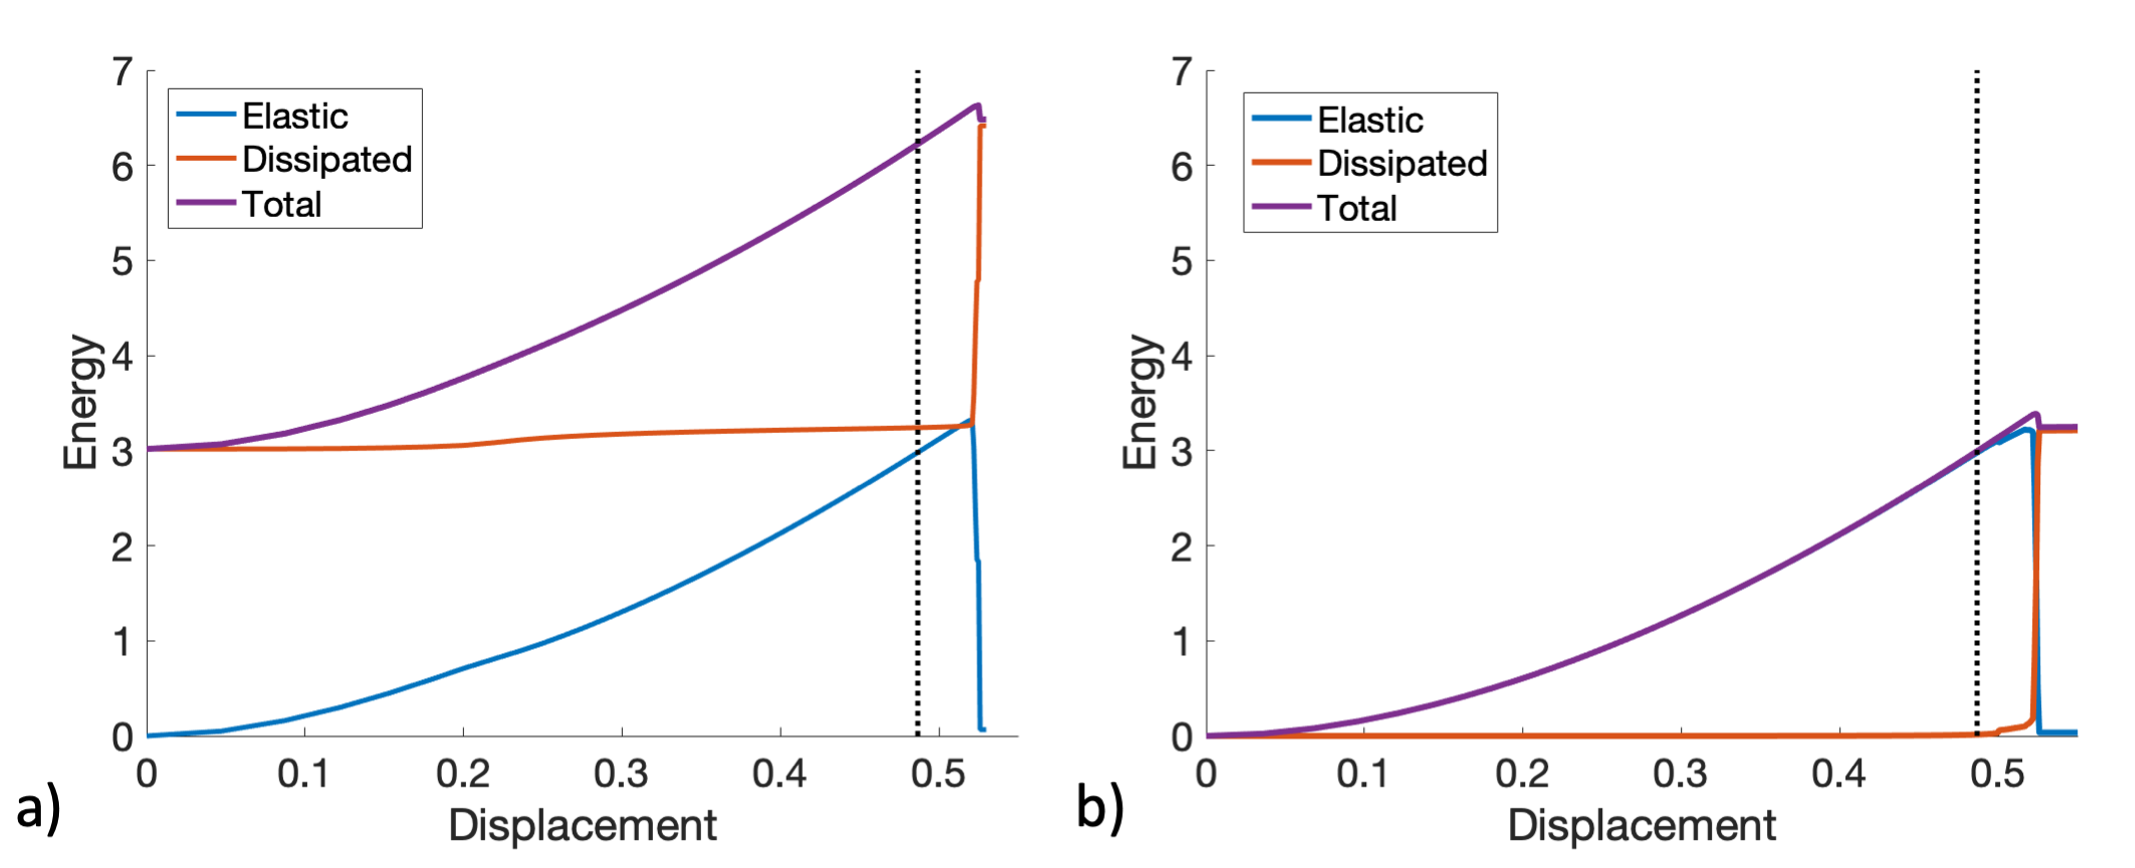 7
6
5
4
3
2
1
0
Energy
Elastic
Dissipated
Total
0 0.1 0.2 0.3 0.4 0.5
Displacement
a)
7
6
5
4
3
2
1
0
Energy
Elastic
Dissipated
Total
0 0.1 0.2 0.3 0.4 0.5
Displacement
b)